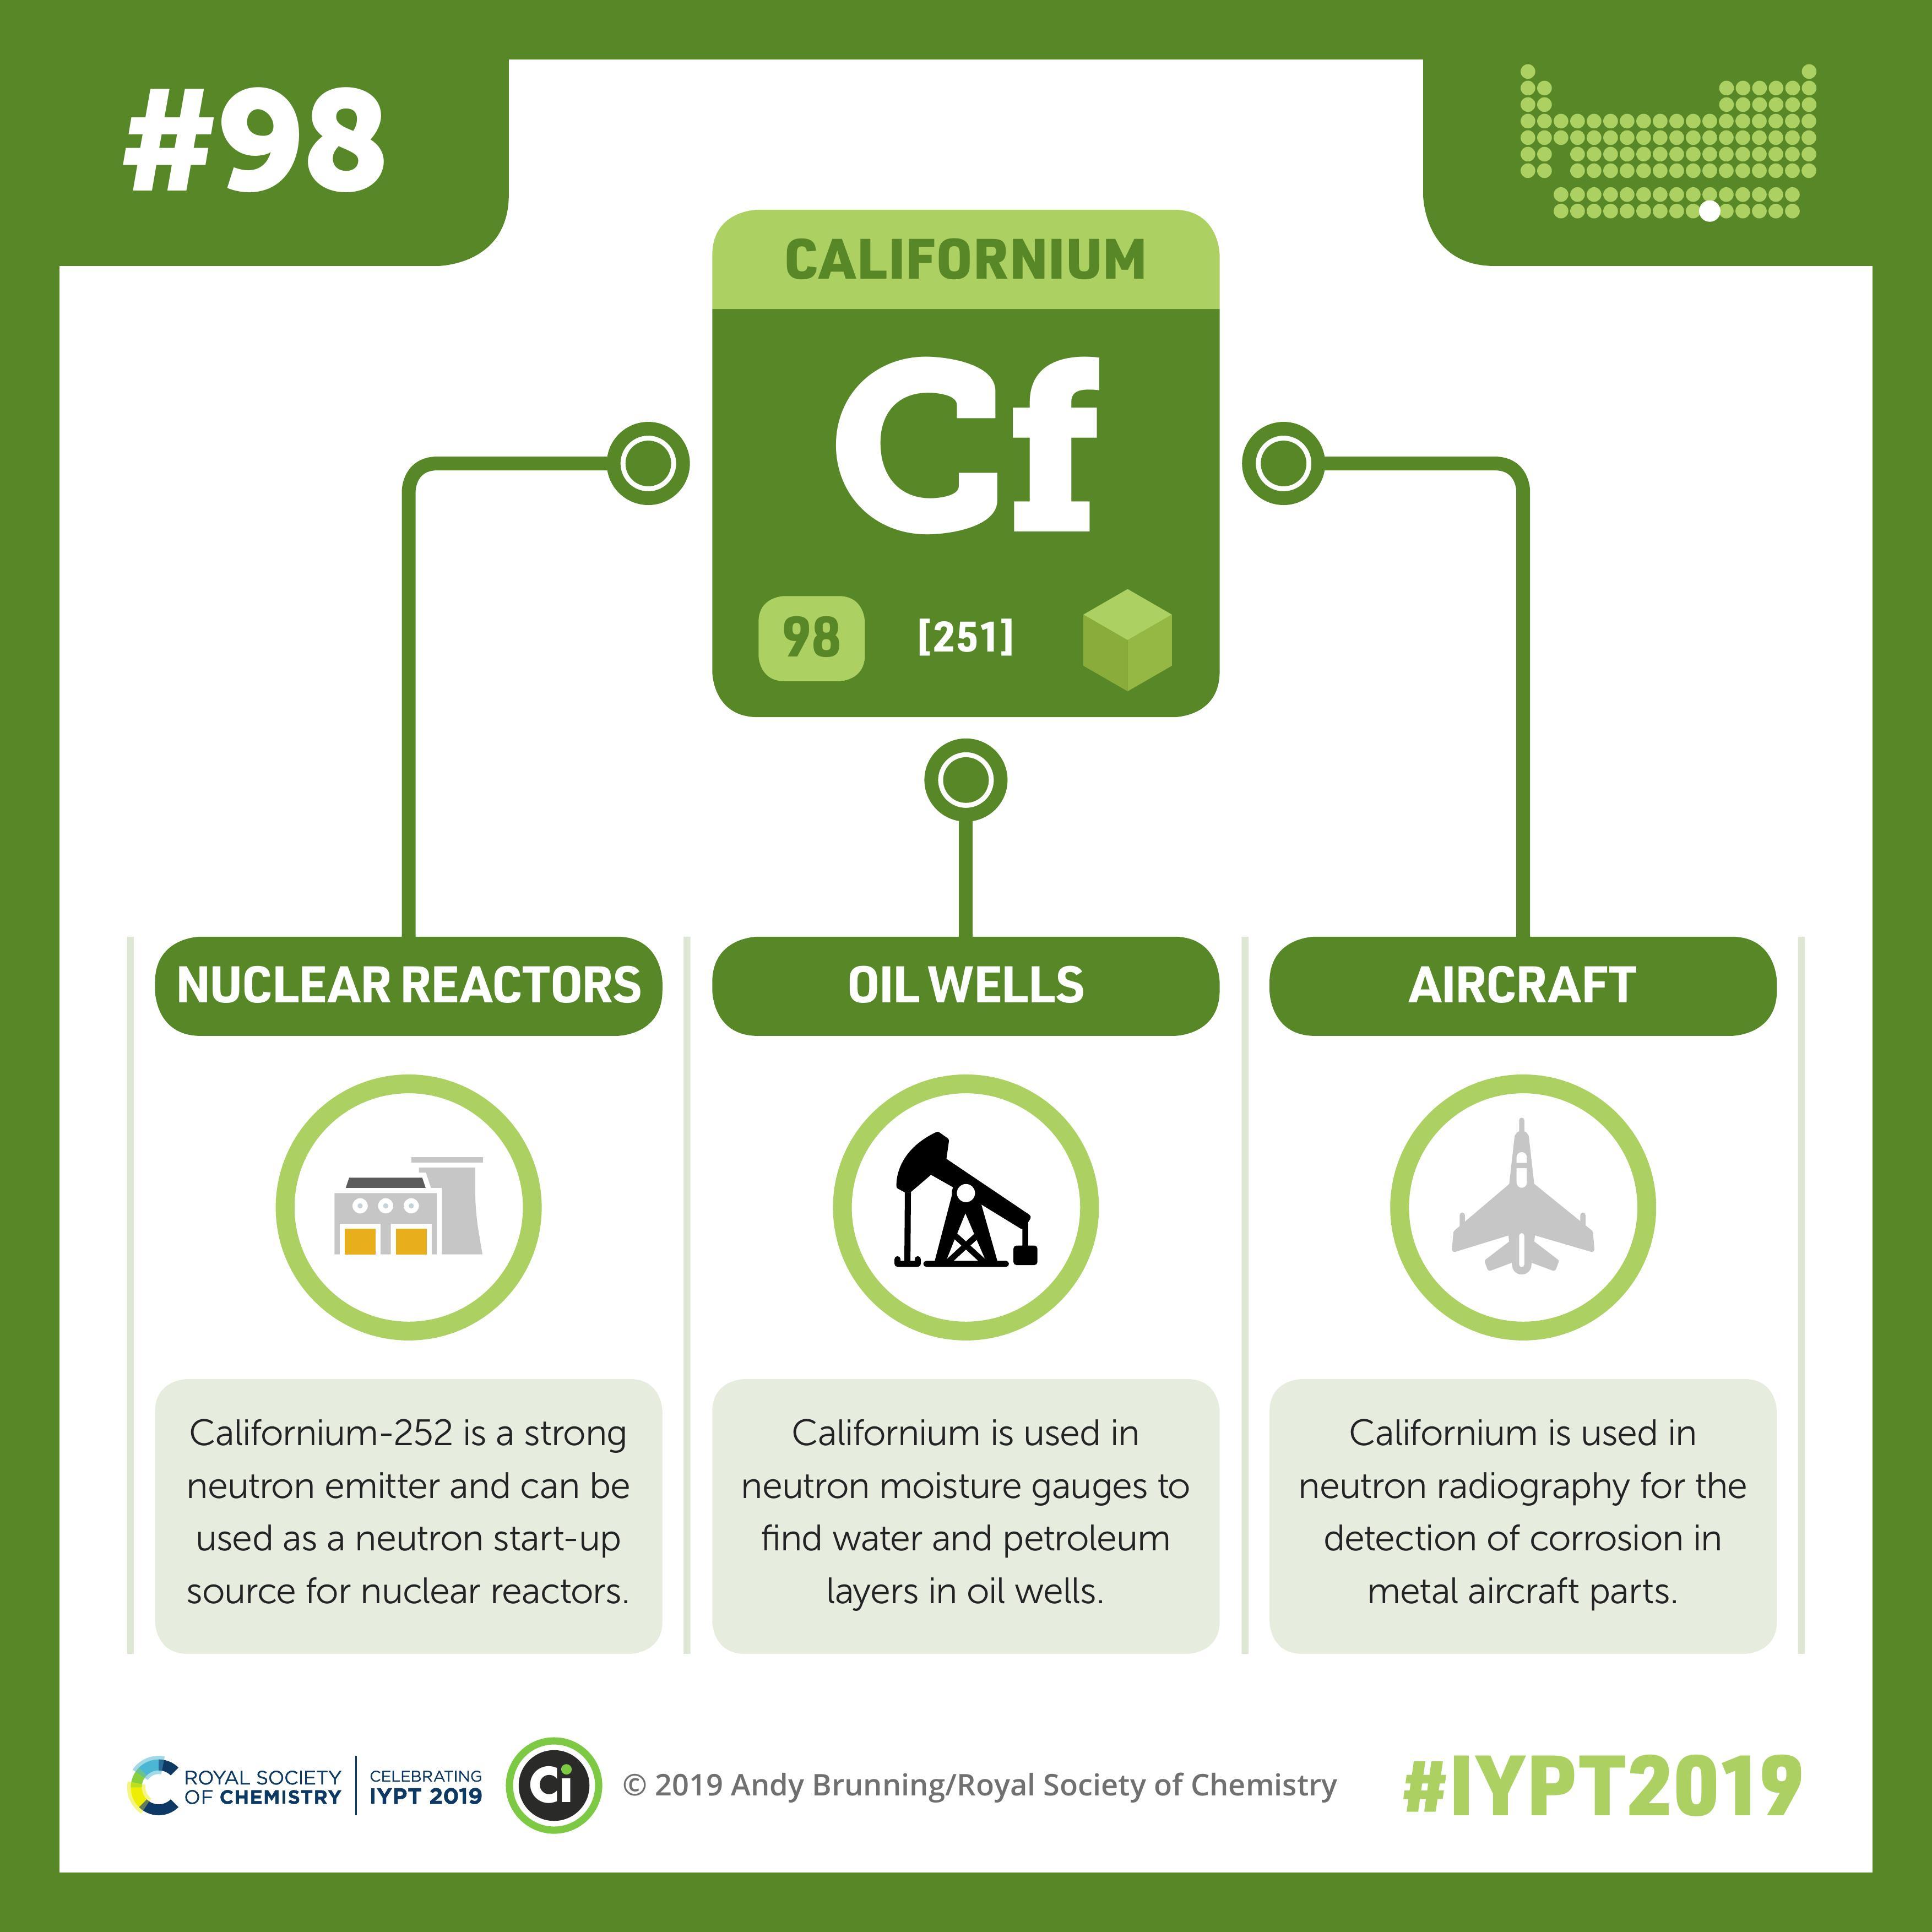 #98
CALIFORNIUM
Cf
98
[251]
NUCLEAR REACTORS
Californium-252 is a strong
neutron emitter and can be
used as a neutron start-up
source for nuclear reactors.
OIL WELLS
Californium is used in
neutron moisture gauges to
find water and petroleum
layers in oil wells.
AIRCRAFT
Californium is used in
neutron radiography for the
detection of corrosion in
metal aircraft parts.
ROYAL SOCIETY
OF CHEMISTRY
CELEBRATING
IYPT 2019
Ci
© 2019 Andy Brunning/Royal Society of Chemistry
#IYPT2019